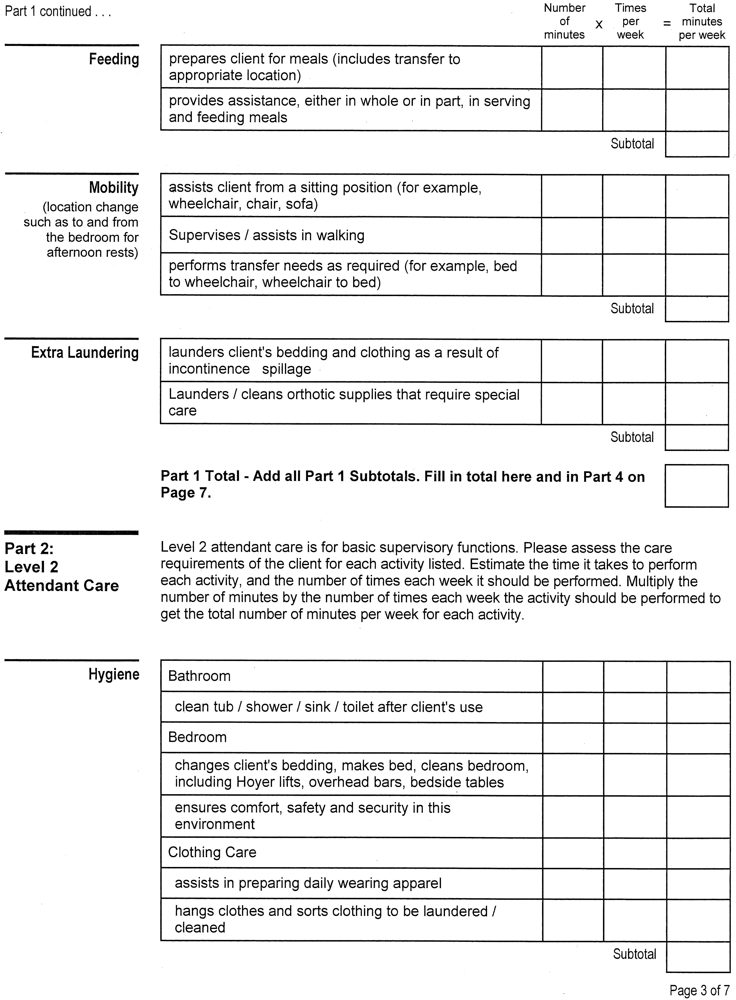 Part 1 continued . . .
Number of minutes x Times per week = Total minutes per week
Feeding
prepares client for meals (includes transfer to
appropriate location)
provides assistance, either in whole or in part, in serving
and feeding meals
Subtotal
Mobility
(location change
such as to and from
the bedroom for
afternoon rests)
assists client from a sitting position (for example,
wheelchair, chair, sofa)
Supervises / assists in walking
performs transfer needs as required (for example, bed
to wheelchair, wheelchair to bed)
Subtotal
Extra Laundering
launders client's bedding and clothing as a result of
incontinence spillage
Launders / cleans orthotic supplies that require special
care
Subtotal
Part 1 Total - Add all Part 1 Subtotals. Fill in total here and in Part 4 on
Page 7.
Part 2:
Level 2
Attendant Care
Level 2 attendant care is for basic supervisory functions. Please assess the care
requirements of the client for each activity listed. Estimate the time it takes to perform
each activity, and the number of times each week it should be performed. Multiply the
number of minutes by the number of times each week the activity should be performed to
get the total number of minutes per week for each activity.
Hygiene
Bathroom
clean tub / shower / sink / toilet after client's use
Bedroom
changes client's bedding, makes bed, cleans bedroom,
including Hoyer lifts, overhead bars, bedside tables
ensures comfort, safety and security in this
environment
Clothing Care
assists in preparing daily wearing apparel
hangs clothes and sorts clothing to be laundered /
cleaned
Subtotal
Page 3 of 7